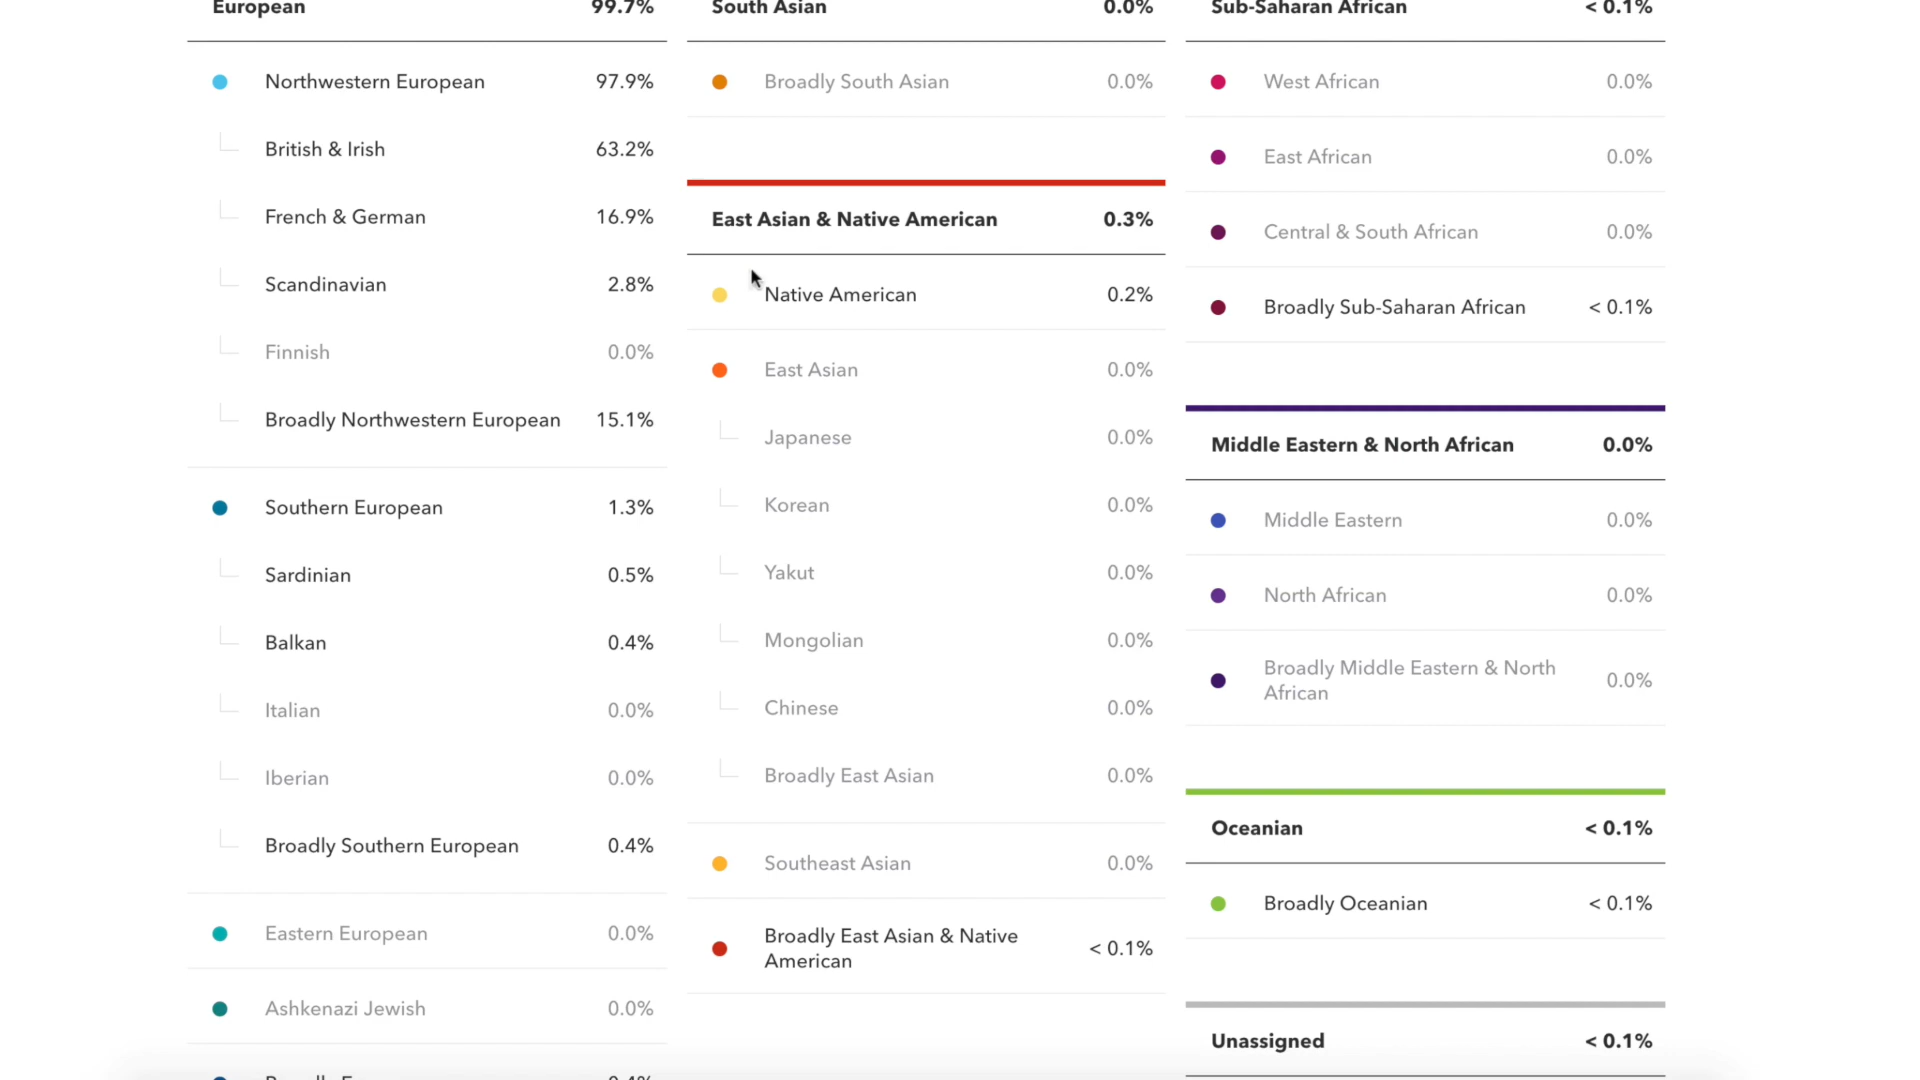 European 99.7%
Northwestern European 97.9%
British & Irish 63.2%
French & German 16.9%
Scandinavian 2.8%
Finnish 0.0%
Broadly Northwestern European 15.1%
Southern European 1.3%
Sardinian 0.5%
Balkan 0.4%
Italian 0.0%
Iberian 0.0%
Broadly Southern European 0.4%
Eastern European 0.0%
Ashkenazi Jewish 0.0%
South Asian 0.0%
Broadly South Asian 0.0%
East Asian & Native American 0.3%
Native American 0.2%
East Asian 0.0%
Japanese 0.0%
Korean 0.0%
Yakut 0.0%
Mongolian 0.0%
Chinese 0.0%
Broadly East Asian 0.0%
Southeast Asian 0.0%
Broadly East Asian & Native
American < 0.1%
Sub-Saharan African < 0.1%
West African 0.0%
East African 0.0%
Central & South African 0.0%
Broadly Sub-Saharan African < 0.1%
Middle Eastern & North African 0.0%
Middle Eastern 0.0%
North African 0.0%
Broadly Middle Eastern & North
African 0.0%
Oceanian < 0.1%
Broadly Oceanian < 0.1%
Unassigned < 0.1%